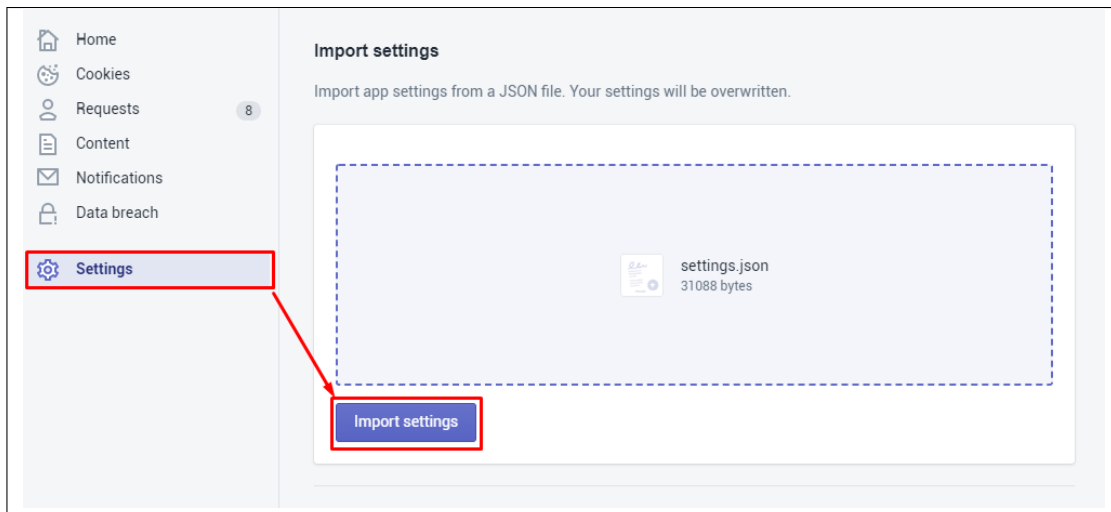 Home
Cookies
Requests 8
Content
Notifications
Data breach
Settings
Import settings
Import app settings from a JSON file. Your settings will be overwritten.
settings.json
31088 bytes
Import settings